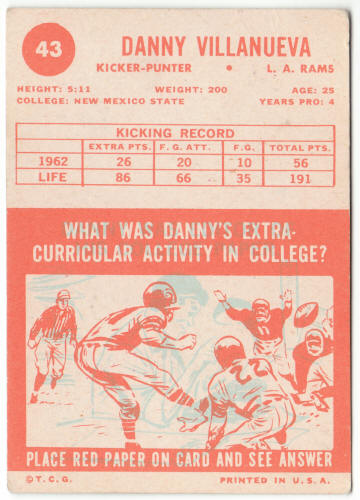 43
DANNY VILLANUEVA
KICKER-PUNTER • L. A. RAMS
HEIGHT: 5:11 WEIGHT: 200 AGE: 25
COLLEGE: NEW MEXICO STATE YEARS PRO: 4
KICKING RECORD
EXTRA PTS. F. G. ATT. F. G. TOTAL PTS.
1962 26 20 10 56
LIFE 86 66 35 191
WHAT WAS DANNY'S EXTRA-
CURRICULAR ACTIVITY IN COLLEGE?
22
PLACE RED PAPER ON CARD AND SEE ANSWER
©T.C.G. PRINTED IN U.S.A.